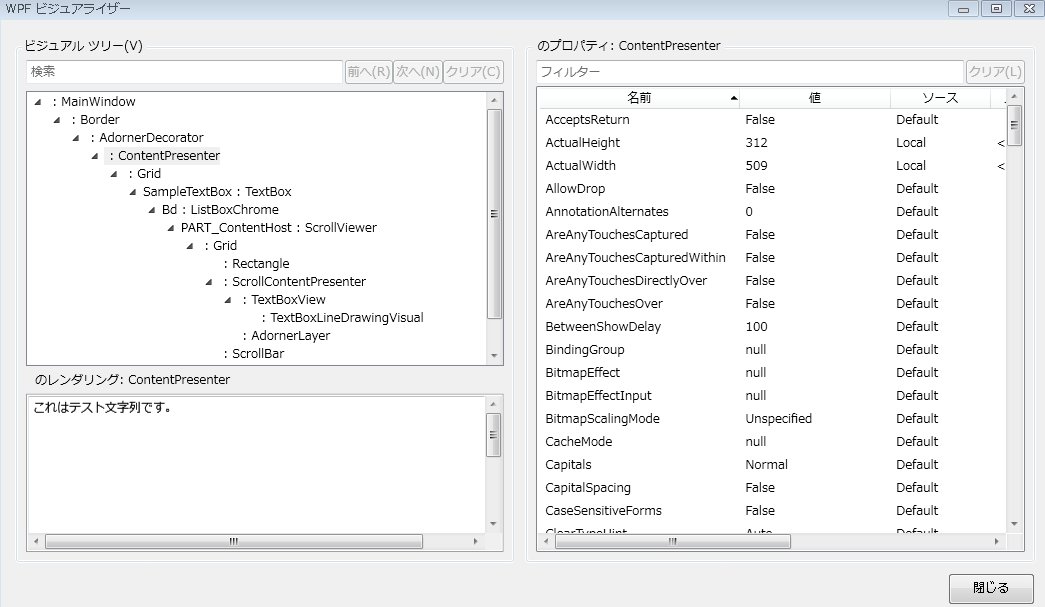 WPF ビジュアライザー
ビジュアル ツリー(V)
検索
前へ(R) 次へ(N) クリア(C)
: MainWindow
: Border
: AdornerDecorator
: ContentPresenter
: Grid
SampleTextBox : TextBox
Bd : ListBoxChrome
PART_ContentHost : ScrollViewer
: Grid
: Rectangle
: ScrollContentPresenter
: TextBoxView
: TextBoxLineDrawingVisual
: AdornerLayer
: ScrollBar
のレンダリング: ContentPresenter
これはテスト文字列です。
のプロパティ: ContentPresenter
フィルター クリア(L)
名前 値 ソース
AcceptsReturn False Default
ActualHeight 312 Local <
ActualWidth 509 Local <
AllowDrop False Default
AnnotationAlternates 0 Default
AreAnyTouchesCaptured False Default
AreAnyTouchesCapturedWithin False Default
AreAnyTouchesDirectlyOver False Default
AreAnyTouchesOver False Default
BetweenShowDelay 100 Default
BindingGroup null Default
BitmapEffect null Default
BitmapEffectInput null Default
BitmapScalingMode Unspecified Default
CacheMode null Default
Capitals Normal Default
CapitalSpacing False Default
CaseSensitiveForms False Default
ClearTypeHint Auto Default
閉じる